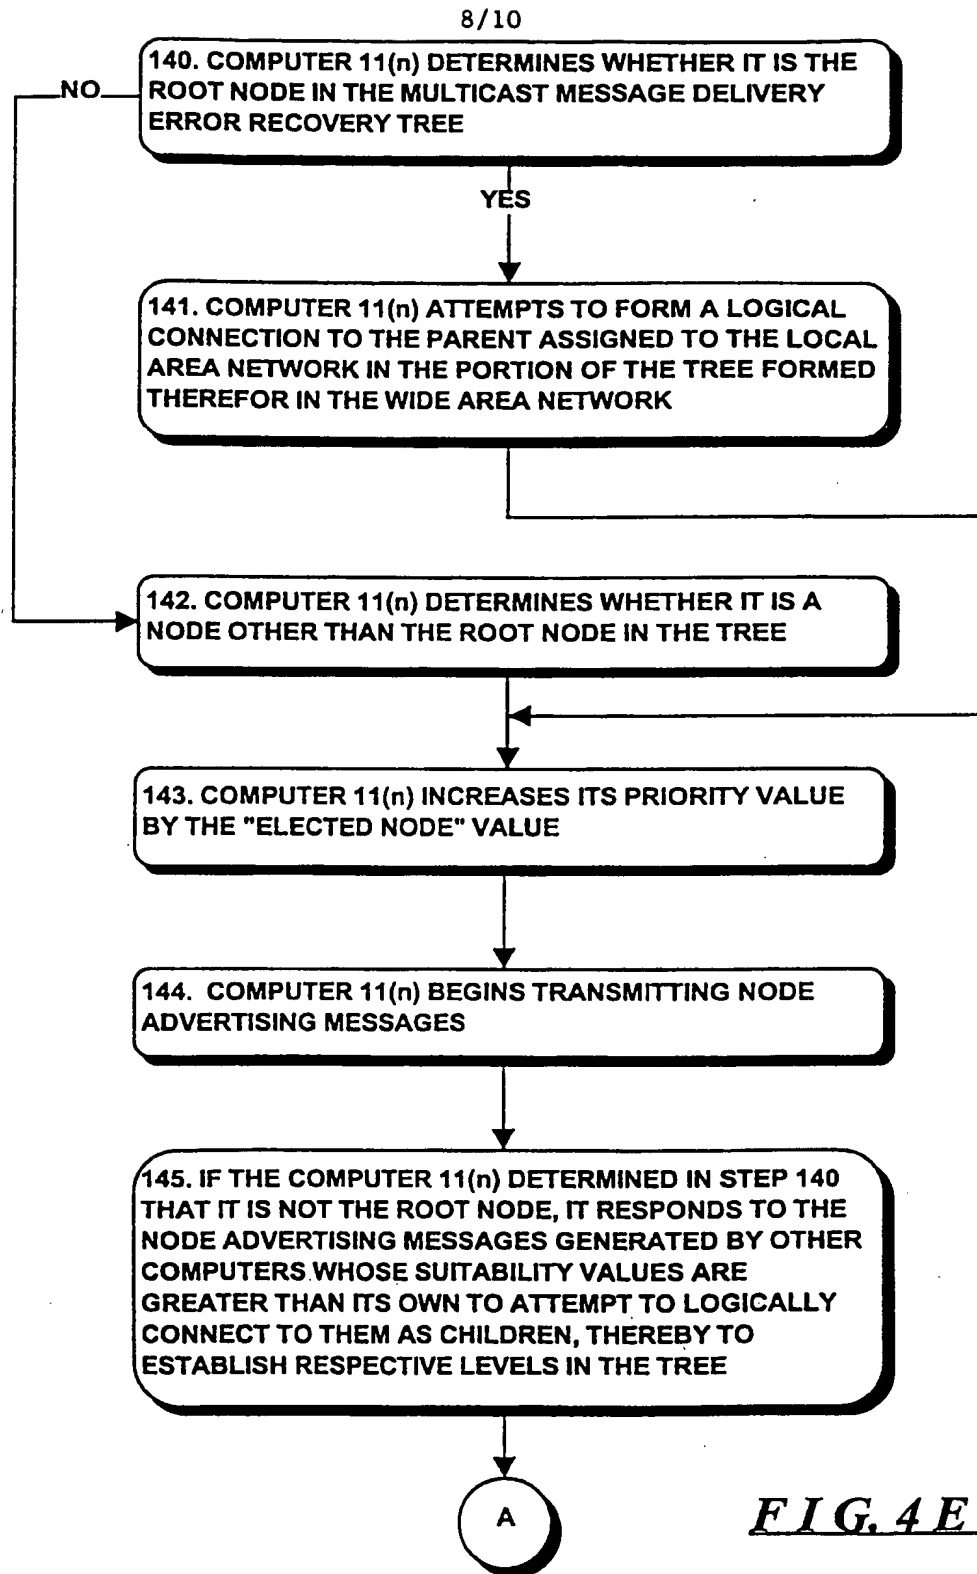 8/10
140. COMPUTER 11(n) DETERMINES WHETHER IT IS THE
ROOT NODE IN THE MULTICAST MESSAGE DELIVERY
ERROR RECOVERY TREE
NO
YES
141. COMPUTER 11(n) ATTEMPTS TO FORM A LOGICAL
CONNECTION TO THE PARENT ASSIGNED TO THE LOCAL
AREA NETWORK IN THE PORTION OF THE TREE FORMED
THEREFOR IN THE WIDE AREA NETWORK
142. COMPUTER 11(n) DETERMINES WHETHER IT IS A
NODE OTHER THAN THE ROOT NODE IN THE TREE
143. COMPUTER 11(n) INCREASES ITS PRIORITY VALUE
BY THE "ELECTED NODE" VALUE
144. COMPUTER 11(n) BEGINS TRANSMITTING NODE
ADVERTISING MESSAGES
145. IF THE COMPUTER 11(n) DETERMINED IN STEP 140
THAT IT IS NOT THE ROOT NODE, IT RESPONDS TO THE
NODE ADVERTISING MESSAGES GENERATED BY OTHER
COMPUTERS WHOSE SUITABILITY VALUES ARE
GREATER THAN ITS OWN TO ATTEMPT TO LOGICALLY
CONNECT TO THEM AS CHILDREN, THEREBY TO
ESTABLISH RESPECTIVE LEVELS IN THE TREE
A
FIG. 4E